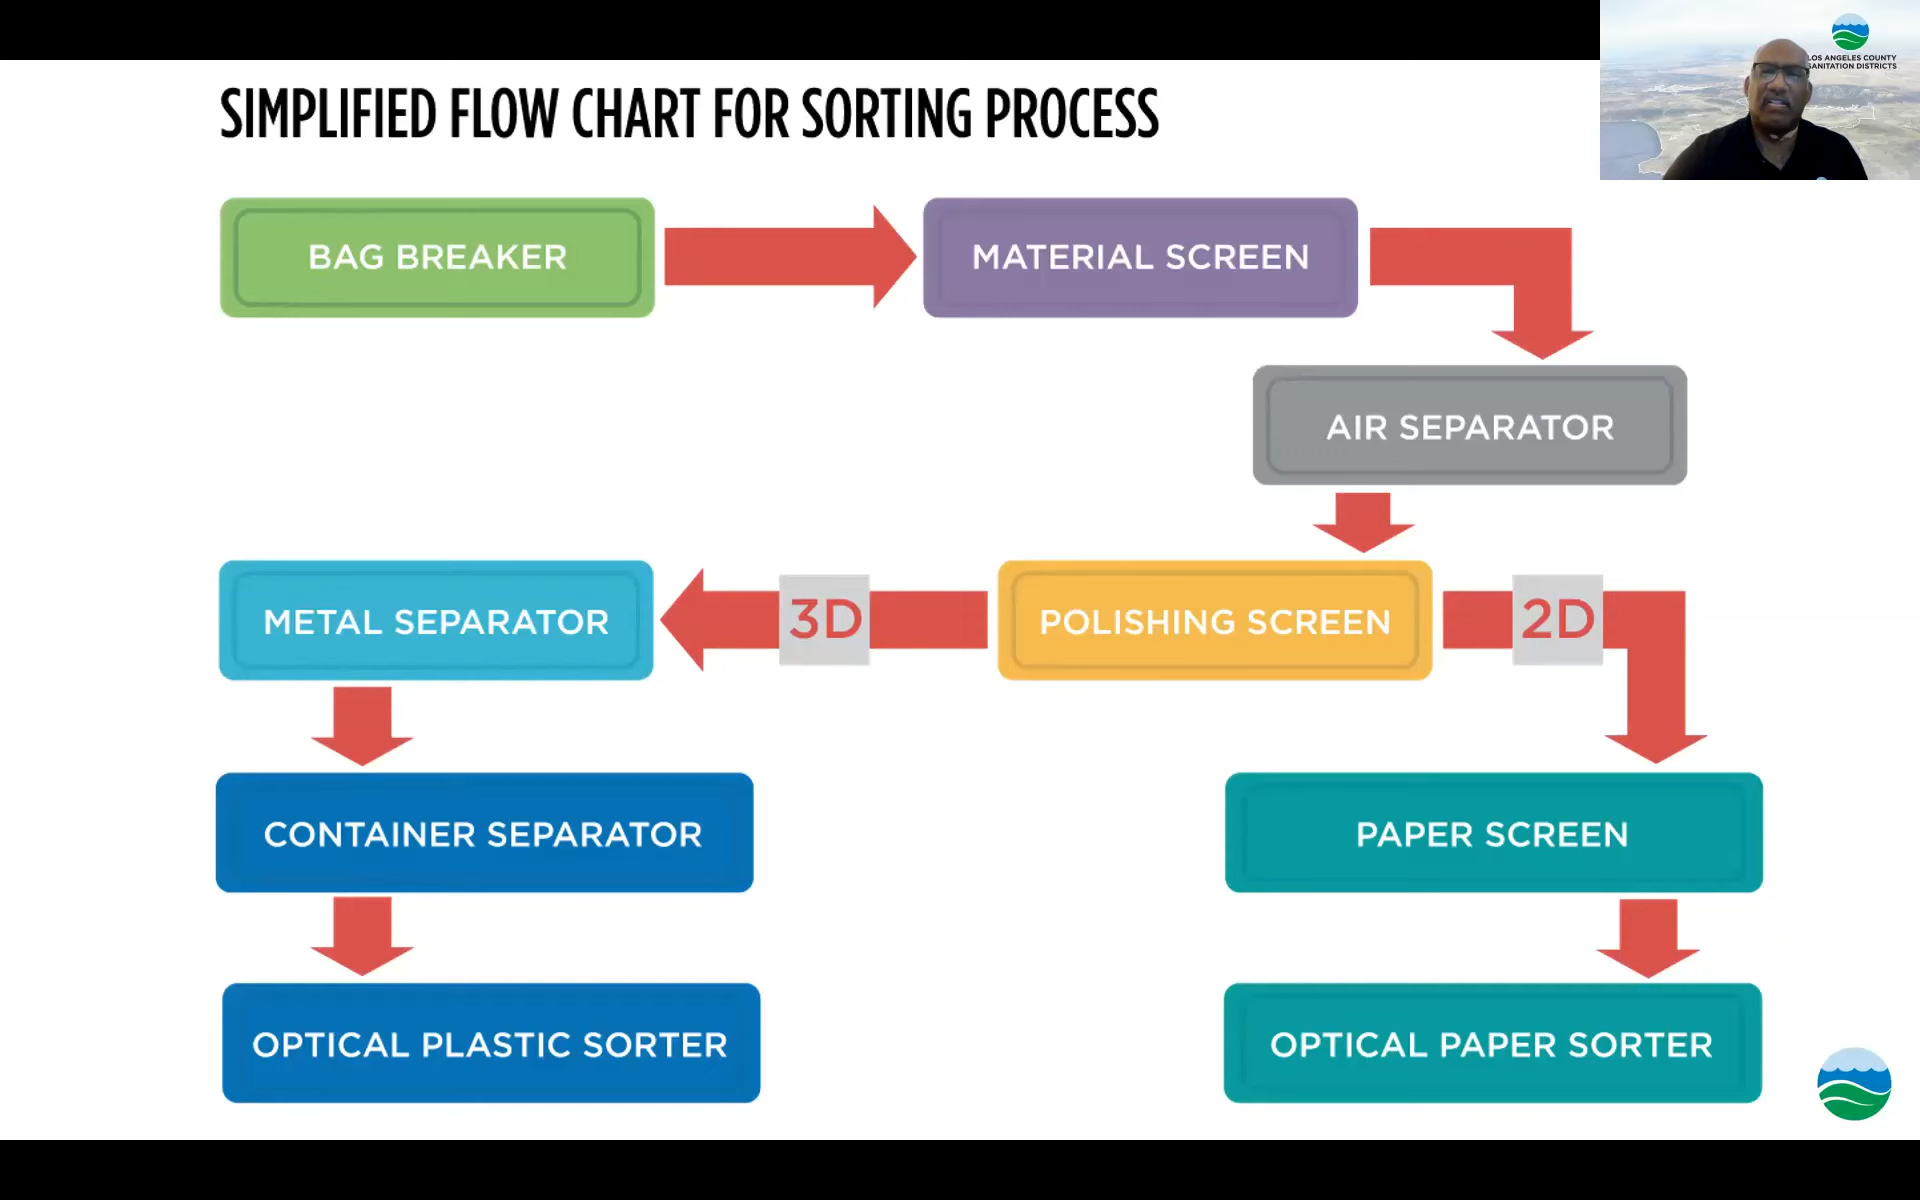 LOS ANGELES COUNTY
SANITATION DISTRICTS
SIMPLIFIED FLOW CHART FOR SORTING PROCESS
BAG BREAKER
MATERIAL SCREEN
AIR SEPARATOR
METAL SEPARATOR
3D
POLISHING SCREEN
2D
CONTAINER SEPARATOR
PAPER SCREEN
OPTICAL PLASTIC SORTER
OPTICAL PAPER SORTER